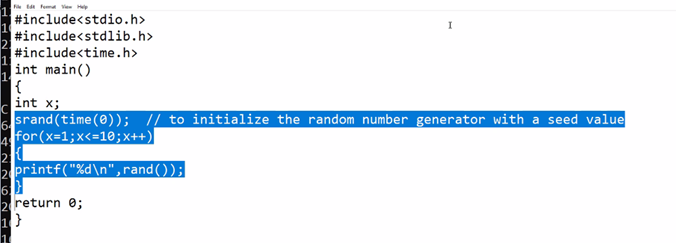 File Edit Format View Help
#include<stdio.h>
#include<stdlib.h>
#include<time.h>
int main()
{
int x;
srand(time(0));  // to initialize the random number generator with a seed value
for(x=1;x<=10;x++)
{
printf("%d\n",rand());
}
return 0;
}